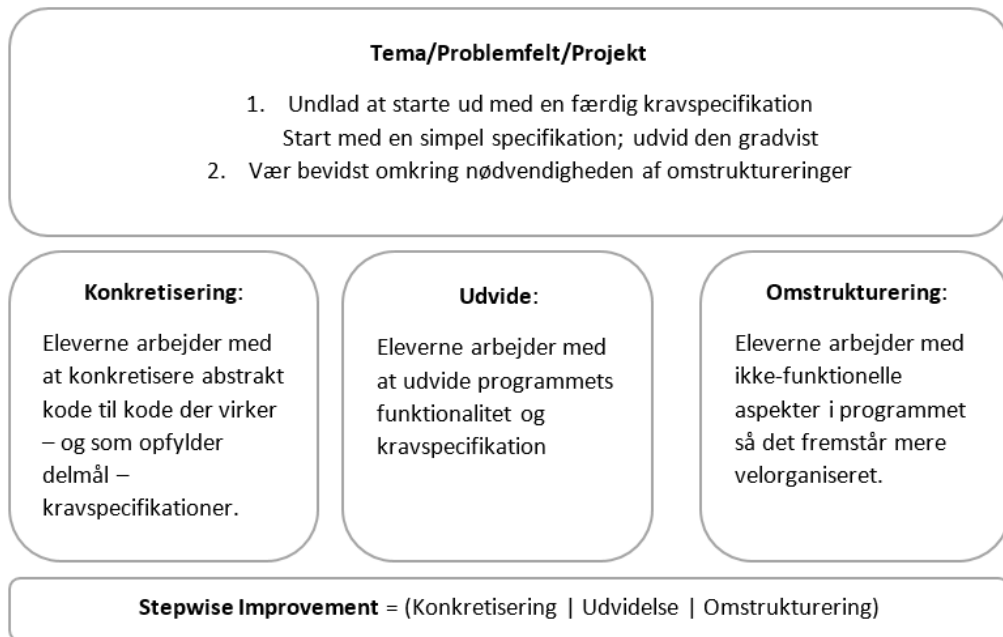 Tema/Problemfelt/Projekt
1. Undlad at starte ud med en færdig kravspecifikation
Start med en simpel specifikation; udvid den gradvist
2. Vær bevidst omkring nødvendigheden af omstruktureringer
Konkretisering:
Eleverne arbejder med
at konkretisere abstrakt
kode til kode der virker
– og som opfylder
delmål –
kravspecifikationer.
Udvide:
Eleverne arbejder med
at udvide programmets
funktionalitet og
kravspecifikation
Omstrukturering:
Eleverne arbejder med
ikke-funktionelle
aspekter i programmet
så det fremstår mere
velorganiseret.
Stepwise Improvement = (Konkretisering | Udvidelse | Omstrukturering)